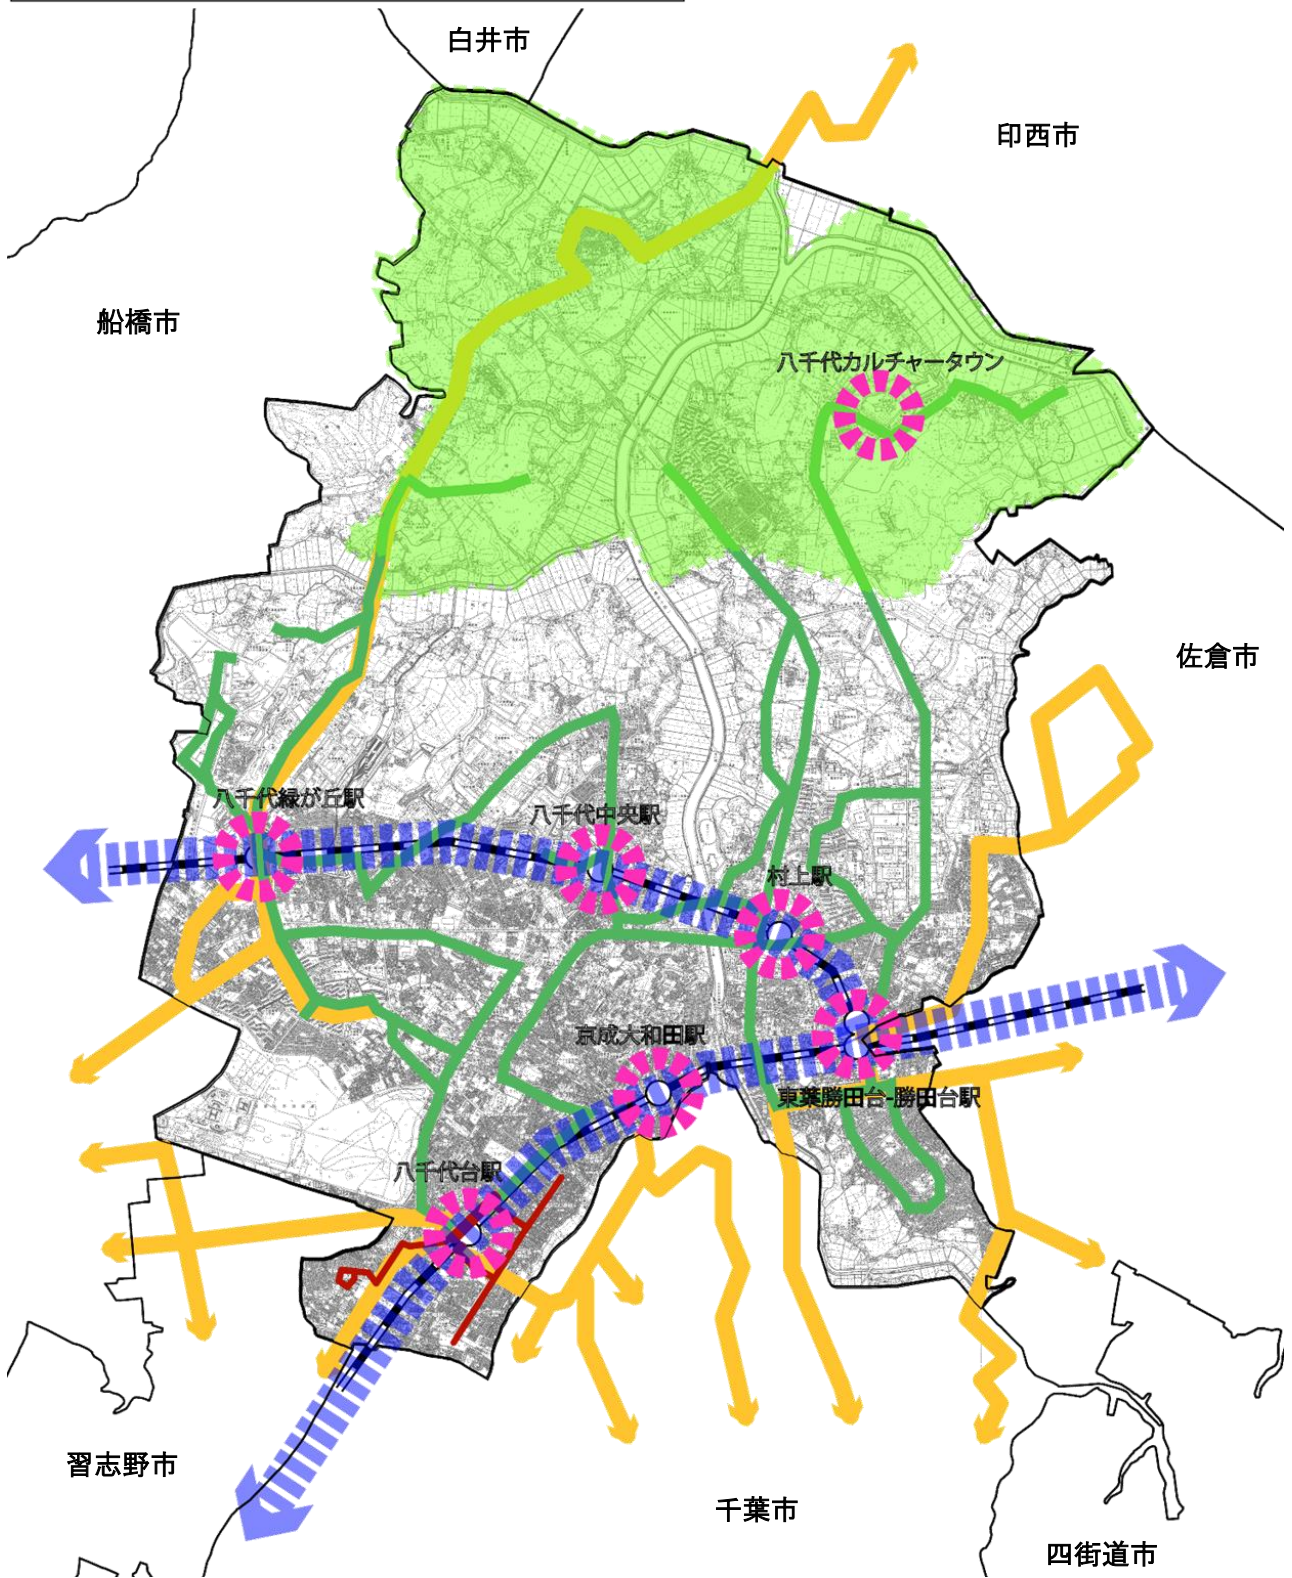 白井市
印西市
船橋市
八千代カルチャータウン
佐倉市
八千代緑が丘駅
八千代中央駅
村上駅
京成大和田駅
東葉勝田台-勝田台駅
八千代台駅
習志野市
千葉市
四街道市